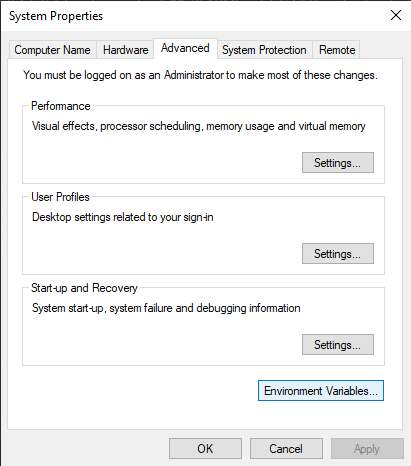 System Properties
Computer Name Hardware Advanced System Protection Remote
You must be logged on as an Administrator to make most of these changes.
Performance
Visual effects, processor scheduling, memory usage and virtual memory
Settings...
User Profiles
Desktop settings related to your sign-in
Settings...
Start-up and Recovery
System start-up, system failure and debugging information
Settings...
Environment Variables...
OK Cancel Apply